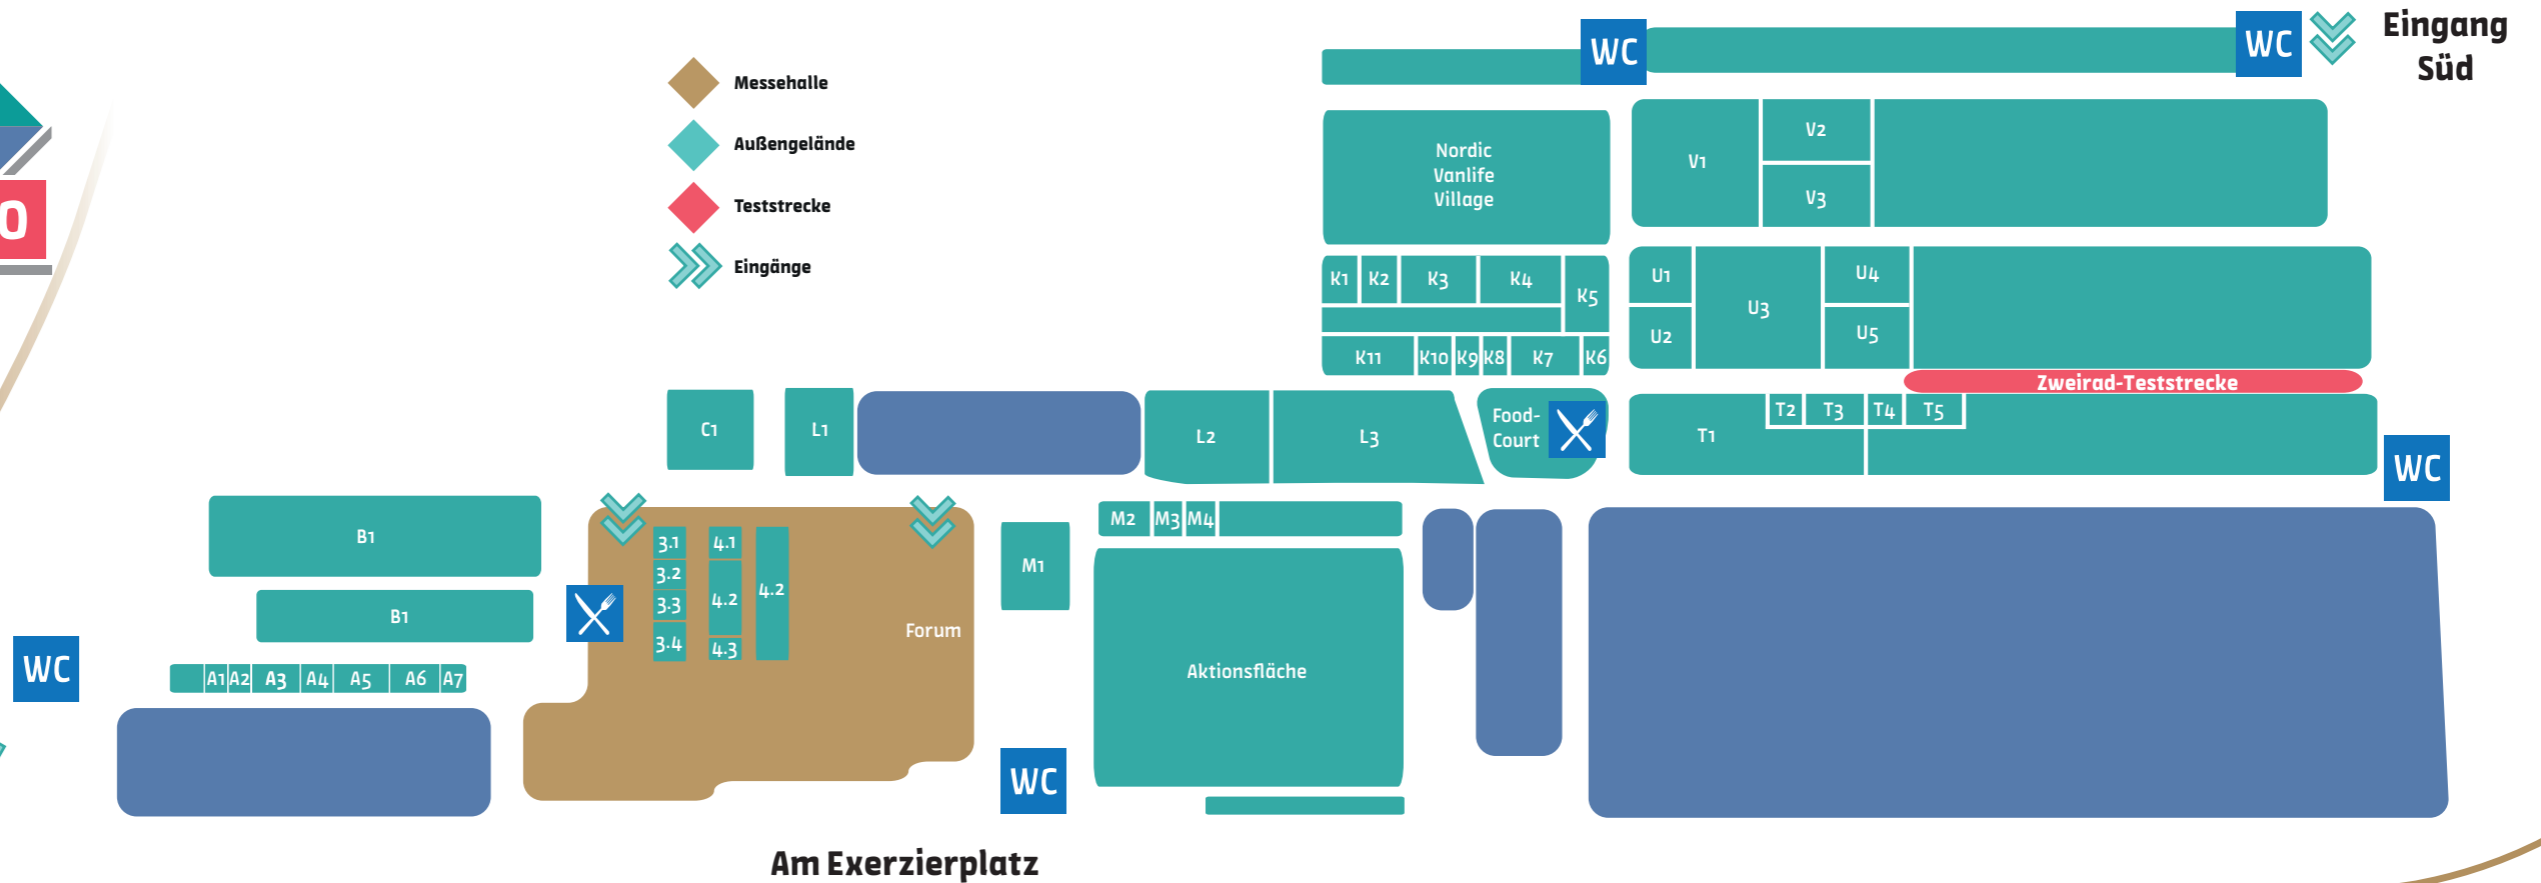 Eingang
Süd
WC
WC
Messehalle
Außengelände
Teststrecke
Eingänge
O
Nordic
Vanlife
Village
V1
V2
V3
K1
K2
K3
K4
K5
K11
K10
K9
K8
K7
K6
U1
U2
U3
U4
U5
Zweirad-Teststrecke
C1
L1
L2
L3
Food-
Court
T1
T2
T3
T4
T5
WC
B1
B1
3.1
3.2
3.3
3.4
4.1
4.2
4.3
4.2
Forum
M1
M2
M3
M4
Aktionsfläche
WC
A1
A2
A3
A4
A5
A6
A7
WC
Am Exerzierplatz